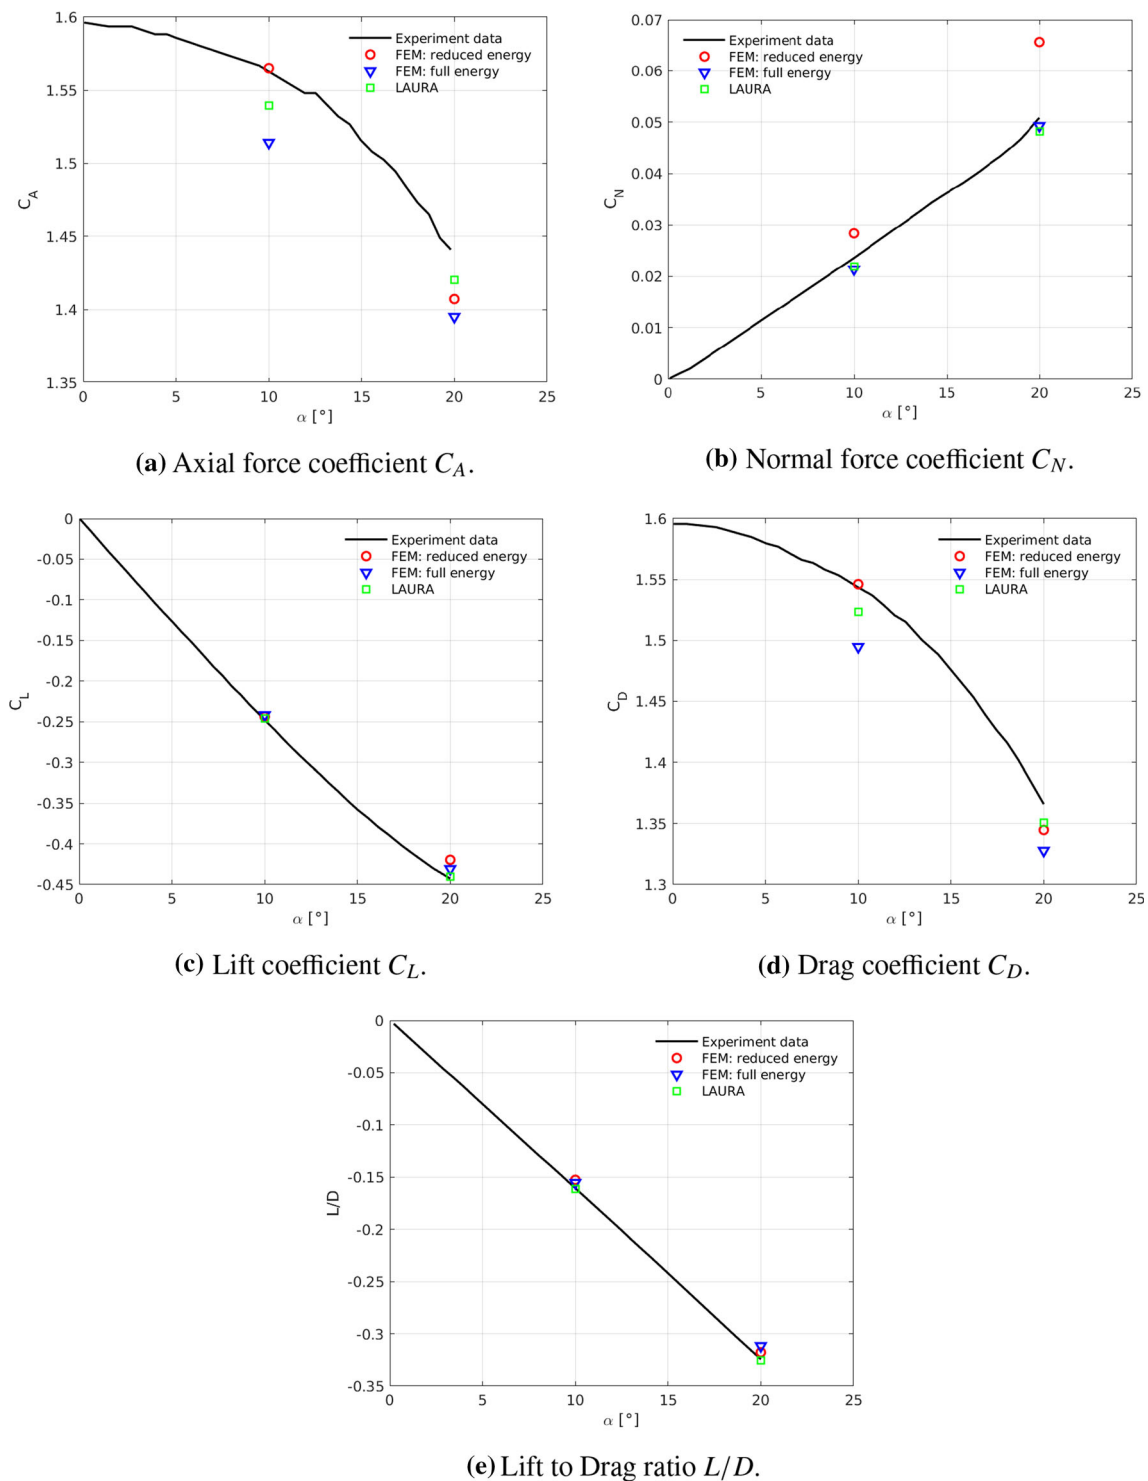 1.6
1.55
1.5
1.45
1.4
1.35
C_A
0 5 10 15 20 25
α [°]
Experiment data
FEM: reduced energy
FEM: full energy
LAURA
(a) Axial force coefficient C_A.
0.07
0.06
0.05
0.04
0.03
0.02
0.01
0
C_N
0 5 10 15 20 25
α [°]
Experiment data
FEM: reduced energy
FEM: full energy
LAURA
(b) Normal force coefficient C_N.
0
-0.05
-0.1
-0.15
-0.2
-0.25
-0.3
-0.35
-0.4
-0.45
C_L
0 5 10 15 20 25
α [°]
Experiment data
FEM: reduced energy
FEM: full energy
LAURA
(c) Lift coefficient C_L.
1.6
1.55
1.5
1.45
1.4
1.35
1.3
C_D
0 5 10 15 20 25
α [°]
Experiment data
FEM: reduced energy
FEM: full energy
LAURA
(d) Drag coefficient C_D.
0
-0.05
-0.1
-0.15
-0.2
-0.25
-0.3
-0.35
L/D
0 5 10 15 20 25
α [°]
Experiment data
FEM: reduced energy
FEM: full energy
LAURA
(e) Lift to Drag ratio L/D.